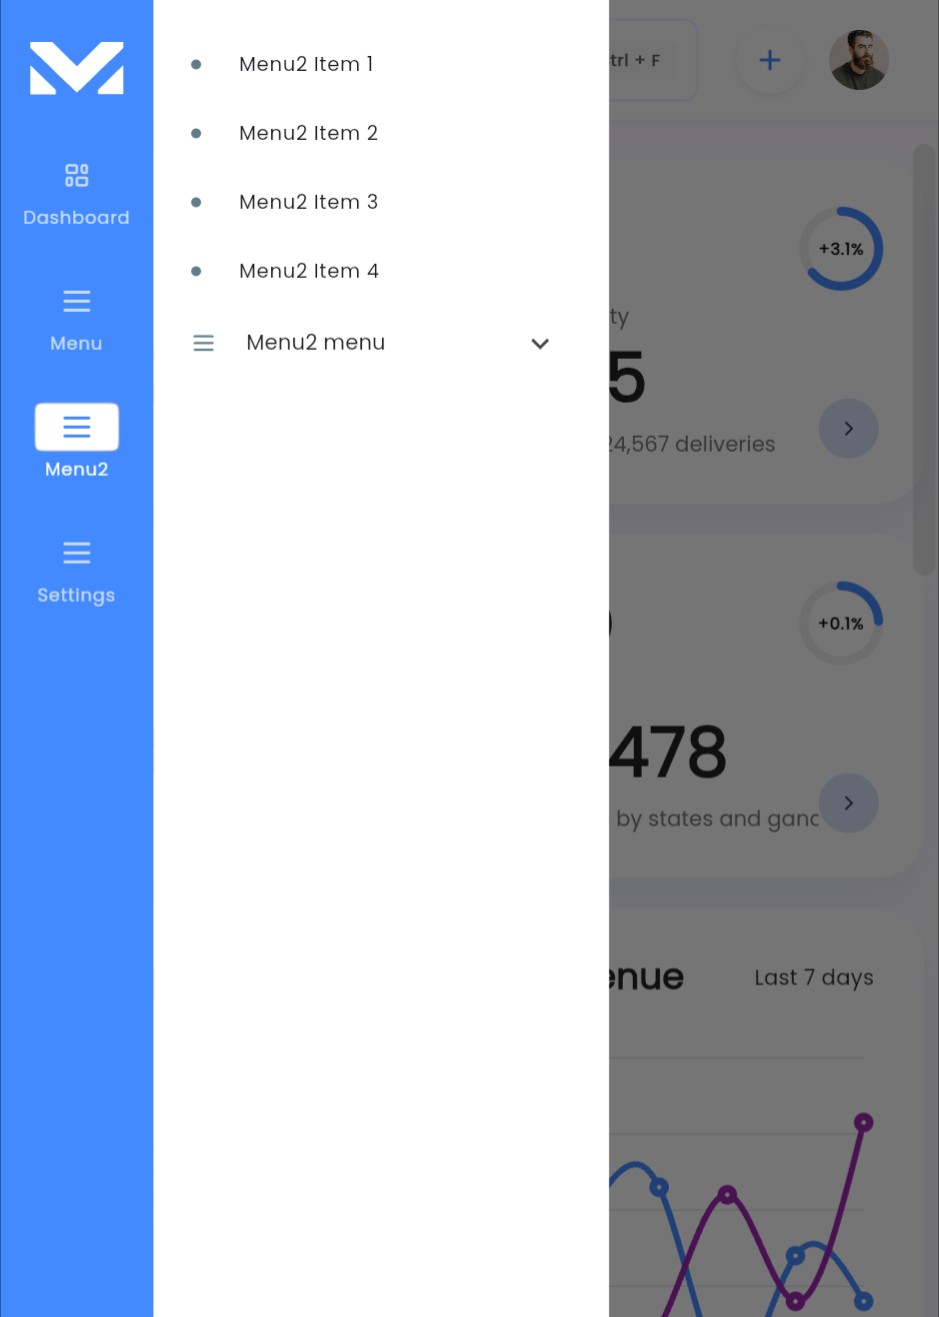 Menu2 Item 1
Menu2 Item 2
Menu2 Item 3
Menu2 Item 4
Menu2 menu
Dashboard
Menu
Menu2
Settings
trl + F
+3.1%
ty
5
24,567 deliveries
+0.1%
478
by states and
enue
Last 7 days